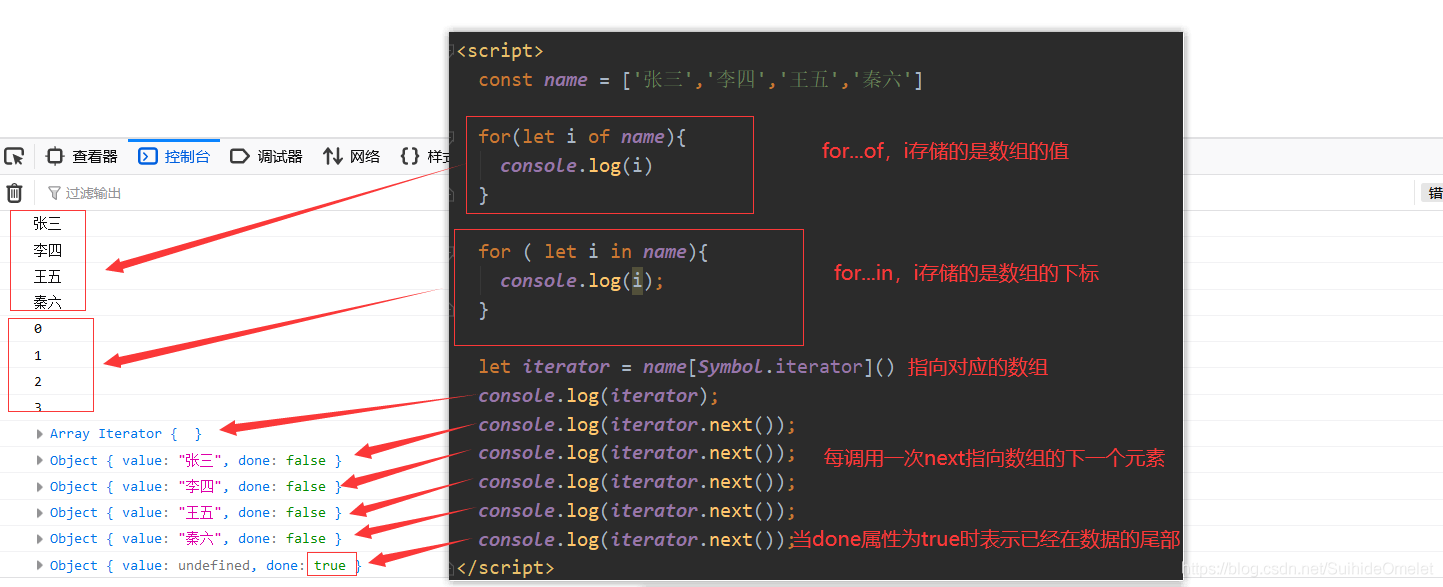 <script>
const name = ['张三','李四','王五','秦六']
for(let i of name){
console.log(i)
}
for...of，i存储的是数组的值
for ( let i in name){
console.log(i);
}
for...in，i存储的是数组的下标
let iterator = name[Symbol.iterator]() 指向对应的数组
console.log(iterator);
console.log(iterator.next());
console.log(iterator.next());
console.log(iterator.next());
console.log(iterator.next());
console.log(iterator.next());
每调用一次next指向数组的下一个元素
当done属性为true时表示已经在数据的尾部
</script>
查看器 控制台 调试器 网络 {} 样式
过滤输出
错
张三
李四
王五
秦六
0
1
2
3
Array Iterator { }
Object { value: "张三", done: false }
Object { value: "李四", done: false }
Object { value: "王五", done: false }
Object { value: "秦六", done: false }
Object { value: undefined, done: true }
https://blog.csdn.net/SuihideOmelet